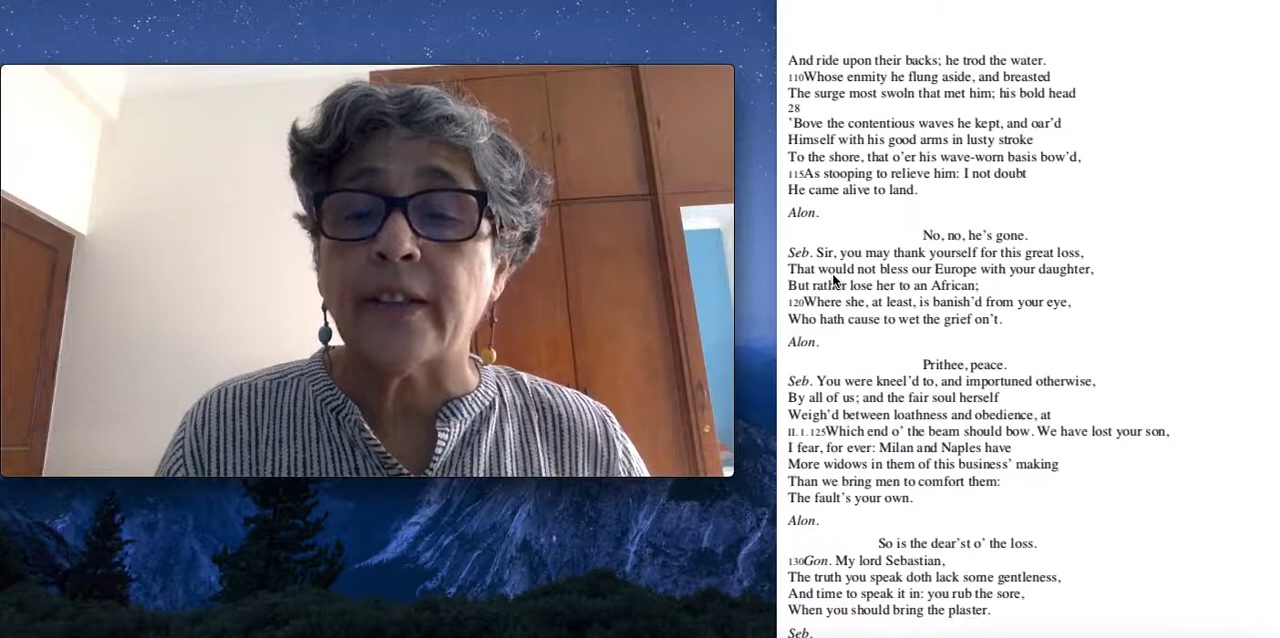 And ride upon their backs; he trod the water.
110Whose enmity he flung aside, and breasted
The surge most swoln that met him; his bold head
28
’Bove the contentious waves he kept, and oar’d
Himself with his good arms in lusty stroke
To the shore, that o’er his wave-worn basis bow’d,
115As stooping to relieve him: I not doubt
He came alive to land.
Alon.
No, no, he’s gone.
Seb. Sir, you may thank yourself for this great loss,
That would not bless our Europe with your daughter,
But rather lose her to an African;
120Where she, at least, is banish’d from your eye,
Who hath cause to wet the grief on’t.
Alon.
Prithee, peace.
Seb. You were kneel’d to, and importuned otherwise,
By all of us; and the fair soul herself
Weigh’d between loathness and obedience, at
II. 1. 125Which end o’ the beam should bow. We have lost your son,
I fear, for ever: Milan and Naples have
More widows in them of this business’ making
Than we bring men to comfort them:
The fault’s your own.
Alon.
So is the dear’st o’ the loss.
130Gon. My lord Sebastian,
The truth you speak doth lack some gentleness,
And time to speak it in: you rub the sore,
When you should bring the plaster.
Seb.